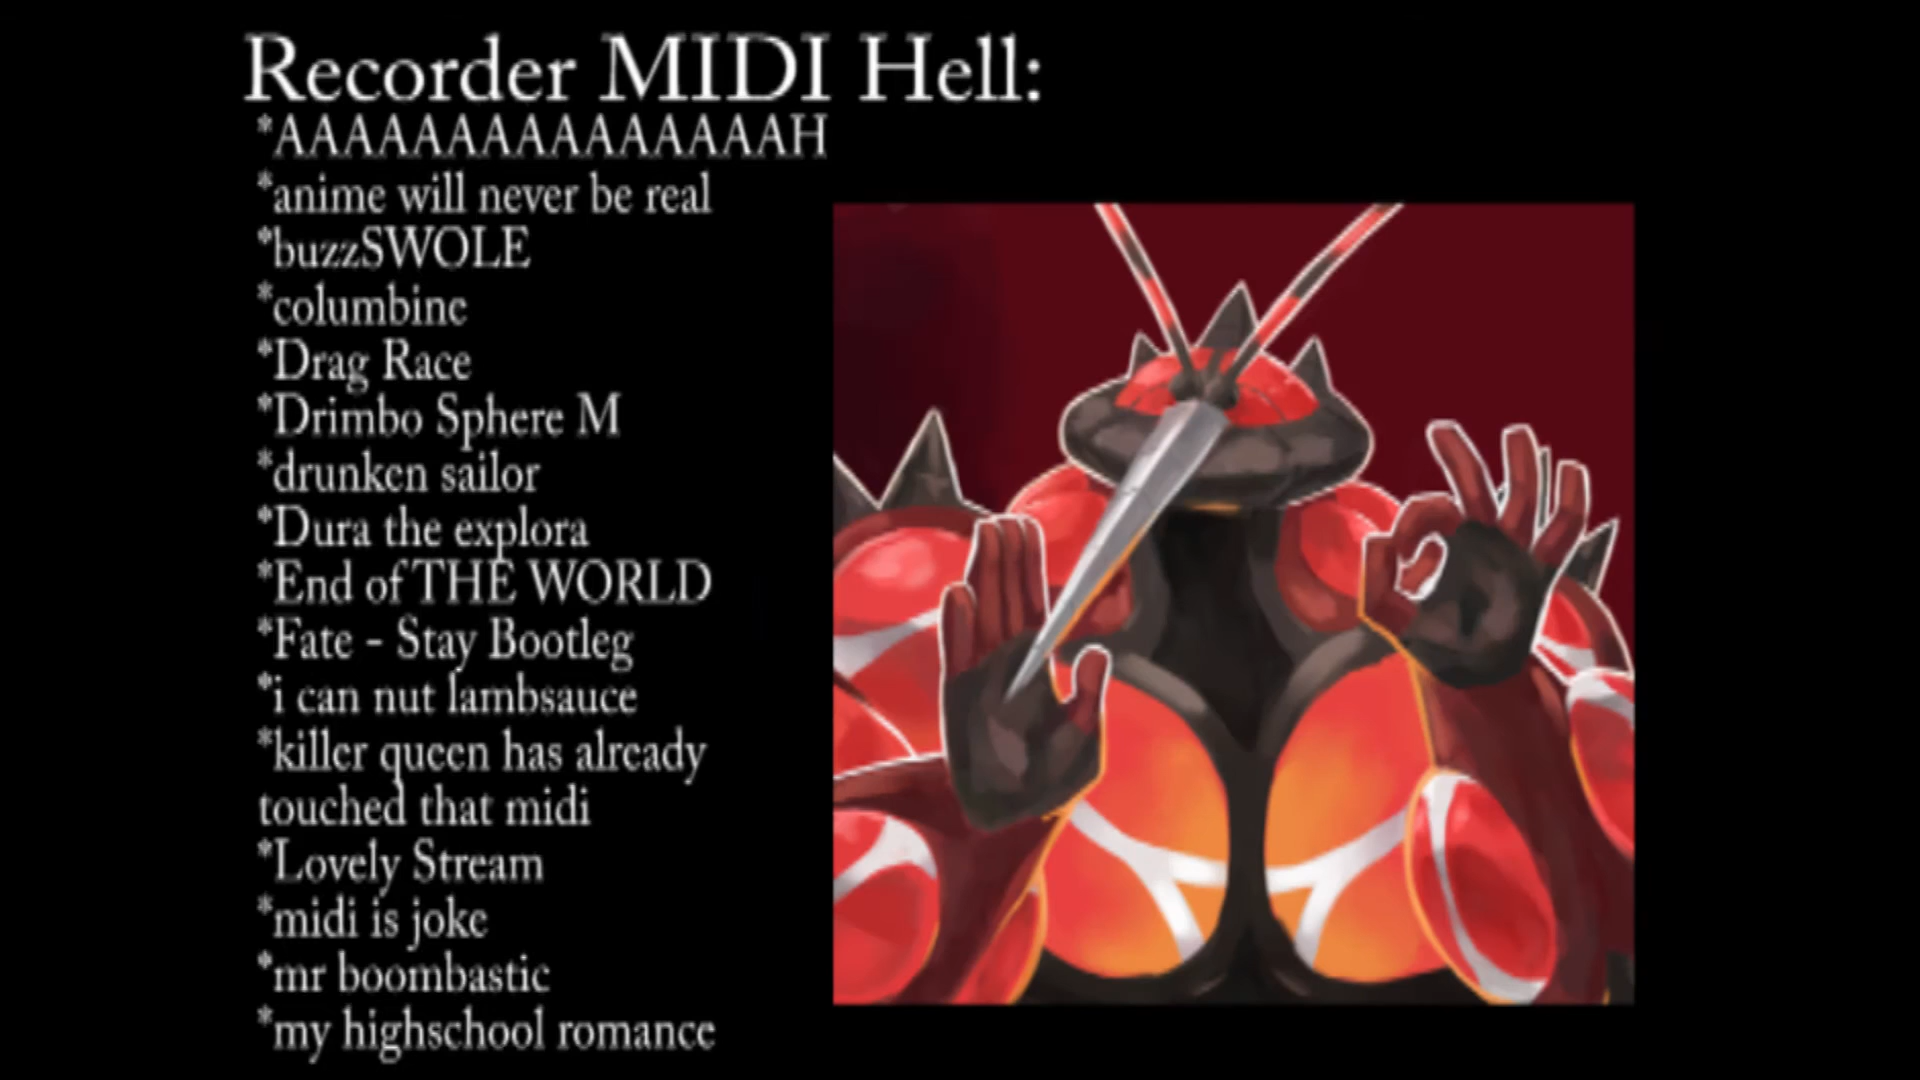 Recorder MIDI Hell:
*AAAAAAAAAAAAAAAH
*anime will never be real
*buzzSWOLE
*columbine
*Drag Race
*Drimbo Sphere M
*drunken sailor
*Dura the explora
*End of THE WORLD
*Fate - Stay Bootleg
*i can nut lambsauce
*killer queen has already
touched that midi
*Lovely Stream
*midi is joke
*mr boombastic
*my highschool romance